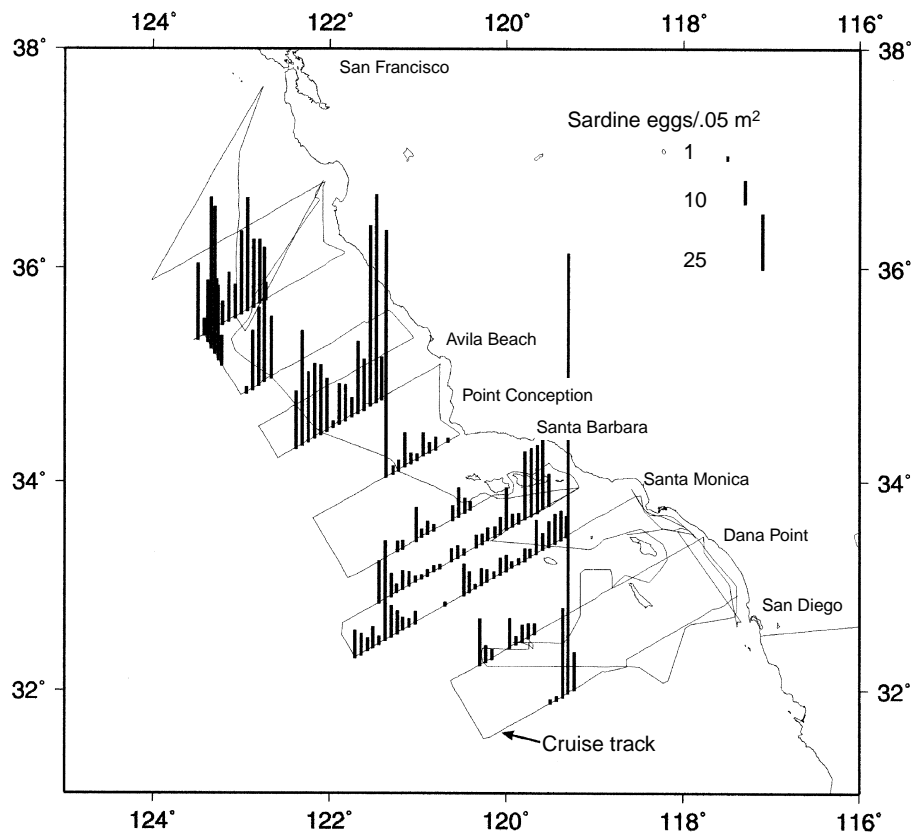 124˚ 122˚ 120˚ 118˚ 116˚
38˚ 38˚
San Francisco
Sardine eggs/.05 m²
1
10
25
36˚ 36˚
Avila Beach
Point Conception
Santa Barbara
34˚ 34˚
Santa Monica
Dana Point
San Diego
32˚ 32˚
Cruise track
124˚ 122˚ 120˚ 118˚ 116˚